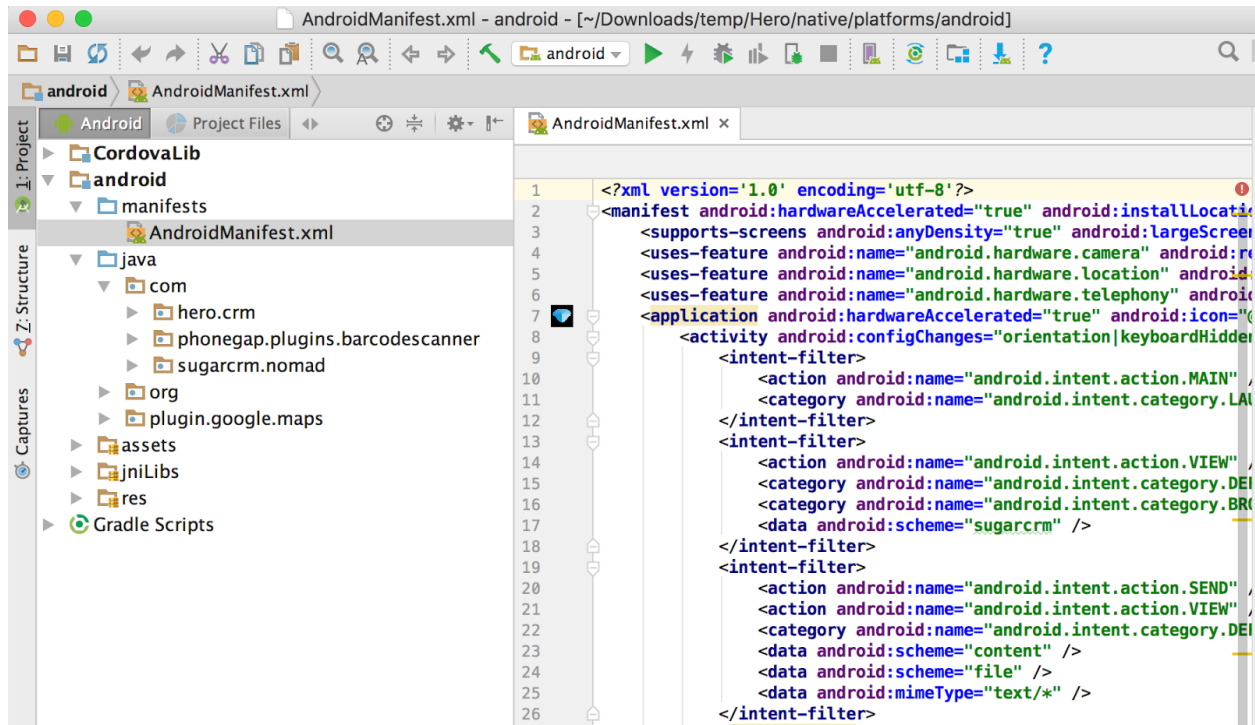 AndroidManifest.xml - android - [~/Downloads/temp/Hero/native/platforms/android]
android
android AndroidManifest.xml
Android Project Files
AndroidManifest.xml
1: Project
Z: Structure
Captures
CordovaLib
android
manifests
AndroidManifest.xml
java
com
hero.crm
phonegap.plugins.barcodescanner
sugarcrm.nomad
org
plugin.google.maps
assets
jniLibs
res
Gradle Scripts
1 <?xml version='1.0' encoding='utf-8'?>
2 <manifest android:hardwareAccelerated="true" android:installLocatio
3 <supports-screens android:anyDensity="true" android:largeScreen
4 <uses-feature android:name="android.hardware.camera" android:re
5 <uses-feature android:name="android.hardware.location" android:
6 <uses-feature android:name="android.hardware.telephony" android
7 <application android:hardwareAccelerated="true" android:icon="@
8 <activity android:configChanges="orientation|keyboardHidden
9 <intent-filter>
10 <action android:name="android.intent.action.MAIN" /
11 <category android:name="android.intent.category.LAU
12 </intent-filter>
13 <intent-filter>
14 <action android:name="android.intent.action.VIEW" /
15 <category android:name="android.intent.category.DEF
16 <category android:name="android.intent.category.BRO
17 <data android:scheme="sugarcrm" />
18 </intent-filter>
19 <intent-filter>
20 <action android:name="android.intent.action.SEND" /
21 <action android:name="android.intent.action.VIEW" /
22 <category android:name="android.intent.category.DEF
23 <data android:scheme="content" />
24 <data android:scheme="file" />
25 <data android:mimeType="text/*" />
26 </intent-filter>